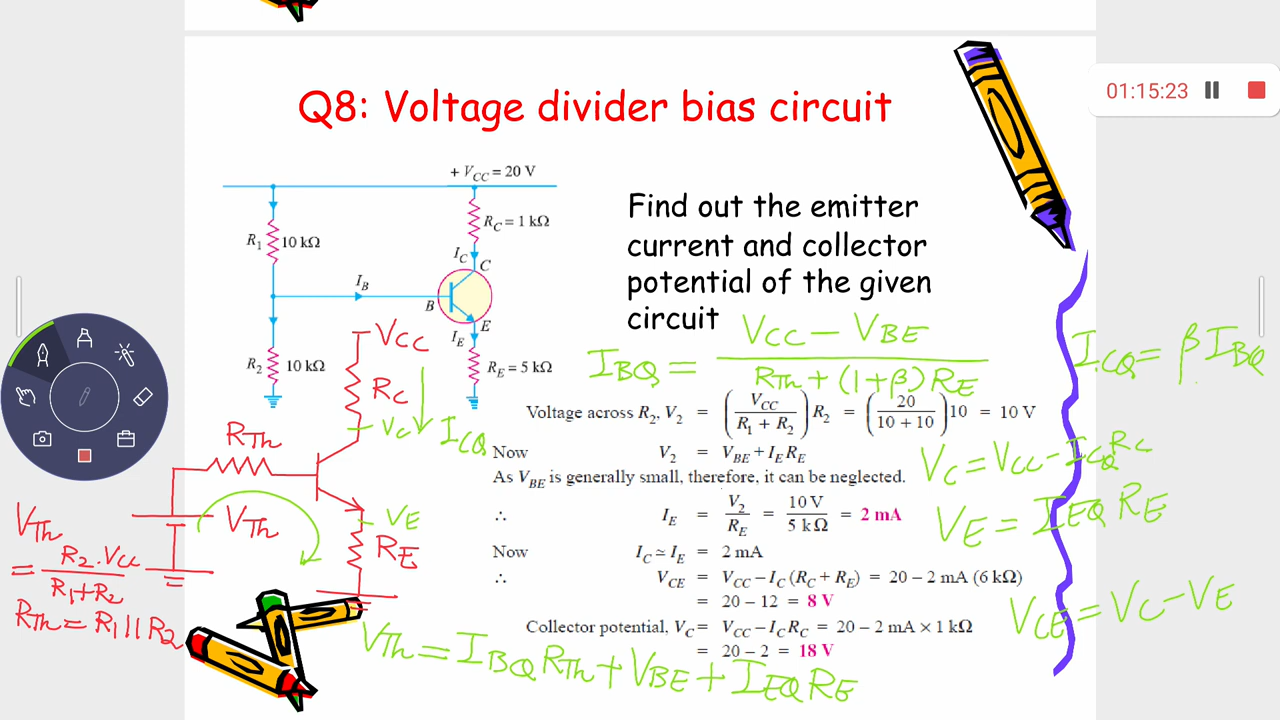 01:15:23
Q8: Voltage divider bias circuit
+ VCC = 20 V
RC = 1 kΩ
R1 10 kΩ
IC C
IB
B
E
IE
R2 10 kΩ
RE = 5 kΩ
Find out the emitter
current and collector
potential of the given
circuit
IBQ = (VCC − VBE) / (RTh + (1+β) RE)
ICQ = β IBQ
VCC
RC
VC
ICQ
RTh
VTh
VE
RE
VTh
= R2 . VCC / (R1 + R2)
RTh = R1 || R2
Voltage across R2, V2 = (VCC / (R1 + R2)) R2 = (20 / (10 + 10)) 10 = 10 V
Now V2 = VBE + IE RE
As VBE is generally small, therefore, it can be neglected.
∴ IE = V2 / RE = 10 V / 5 kΩ = 2 mA
Now IC ≃ IE = 2 mA
∴ VCE = VCC − IC (RC + RE) = 20 − 2 mA (6 kΩ)
= 20 − 12 = 8 V
Collector potential, VC = VCC − IC RC = 20 − 2 mA × 1 kΩ
= 20 − 2 = 18 V
VC = VCC − ICQ RC
VE = IEQ RE
VCE = VC − VE
VTh = IBQ RTh + VBE + IEQ RE